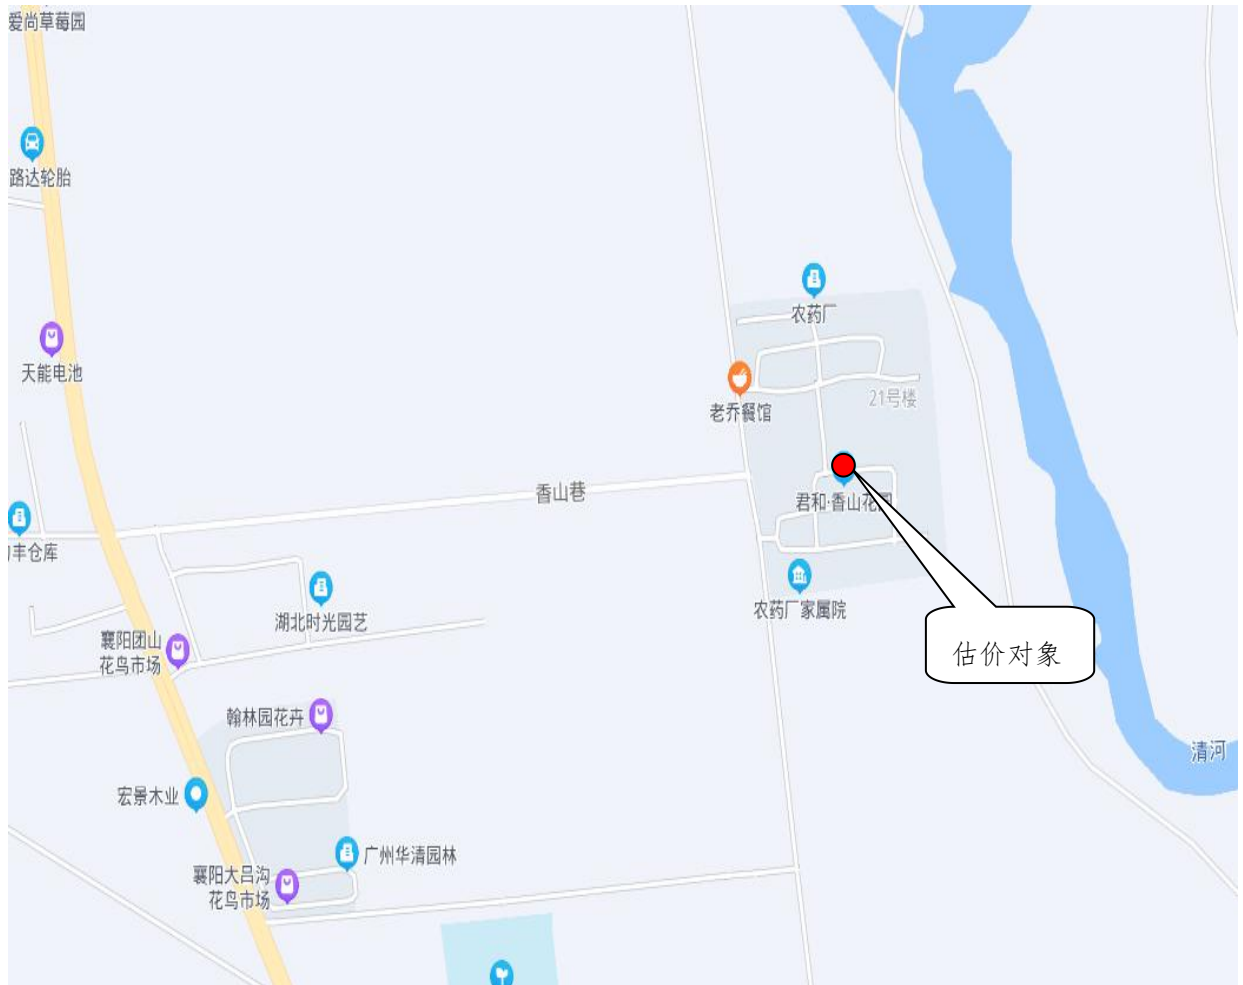 爱尚草莓园
路达轮胎
农药厂
天能电池
21号楼
老乔餐馆
香山巷
君和·香山花园
丰仓库
农药厂家属院
湖北时光园艺
襄阳团山
花鸟市场
估价对象
翰林园花卉
清河
宏景木业
广州华清园林
襄阳大吕沟
花鸟市场